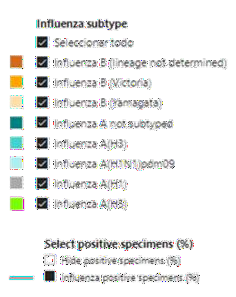 Influenza subtype
Seleccionar todo
Influenza B (lineage not determined)
Influenza B (Victoria)
Influenza B (Yamagata)
Influenza A not subtyped
Influenza A(H3)
Influenza A(H1N1)pdm09
Influenza A(H1)
Influenza A(H5)
Select positive specimens (%)
Hide positive specimens (%)
Influenza positive specimens (%)